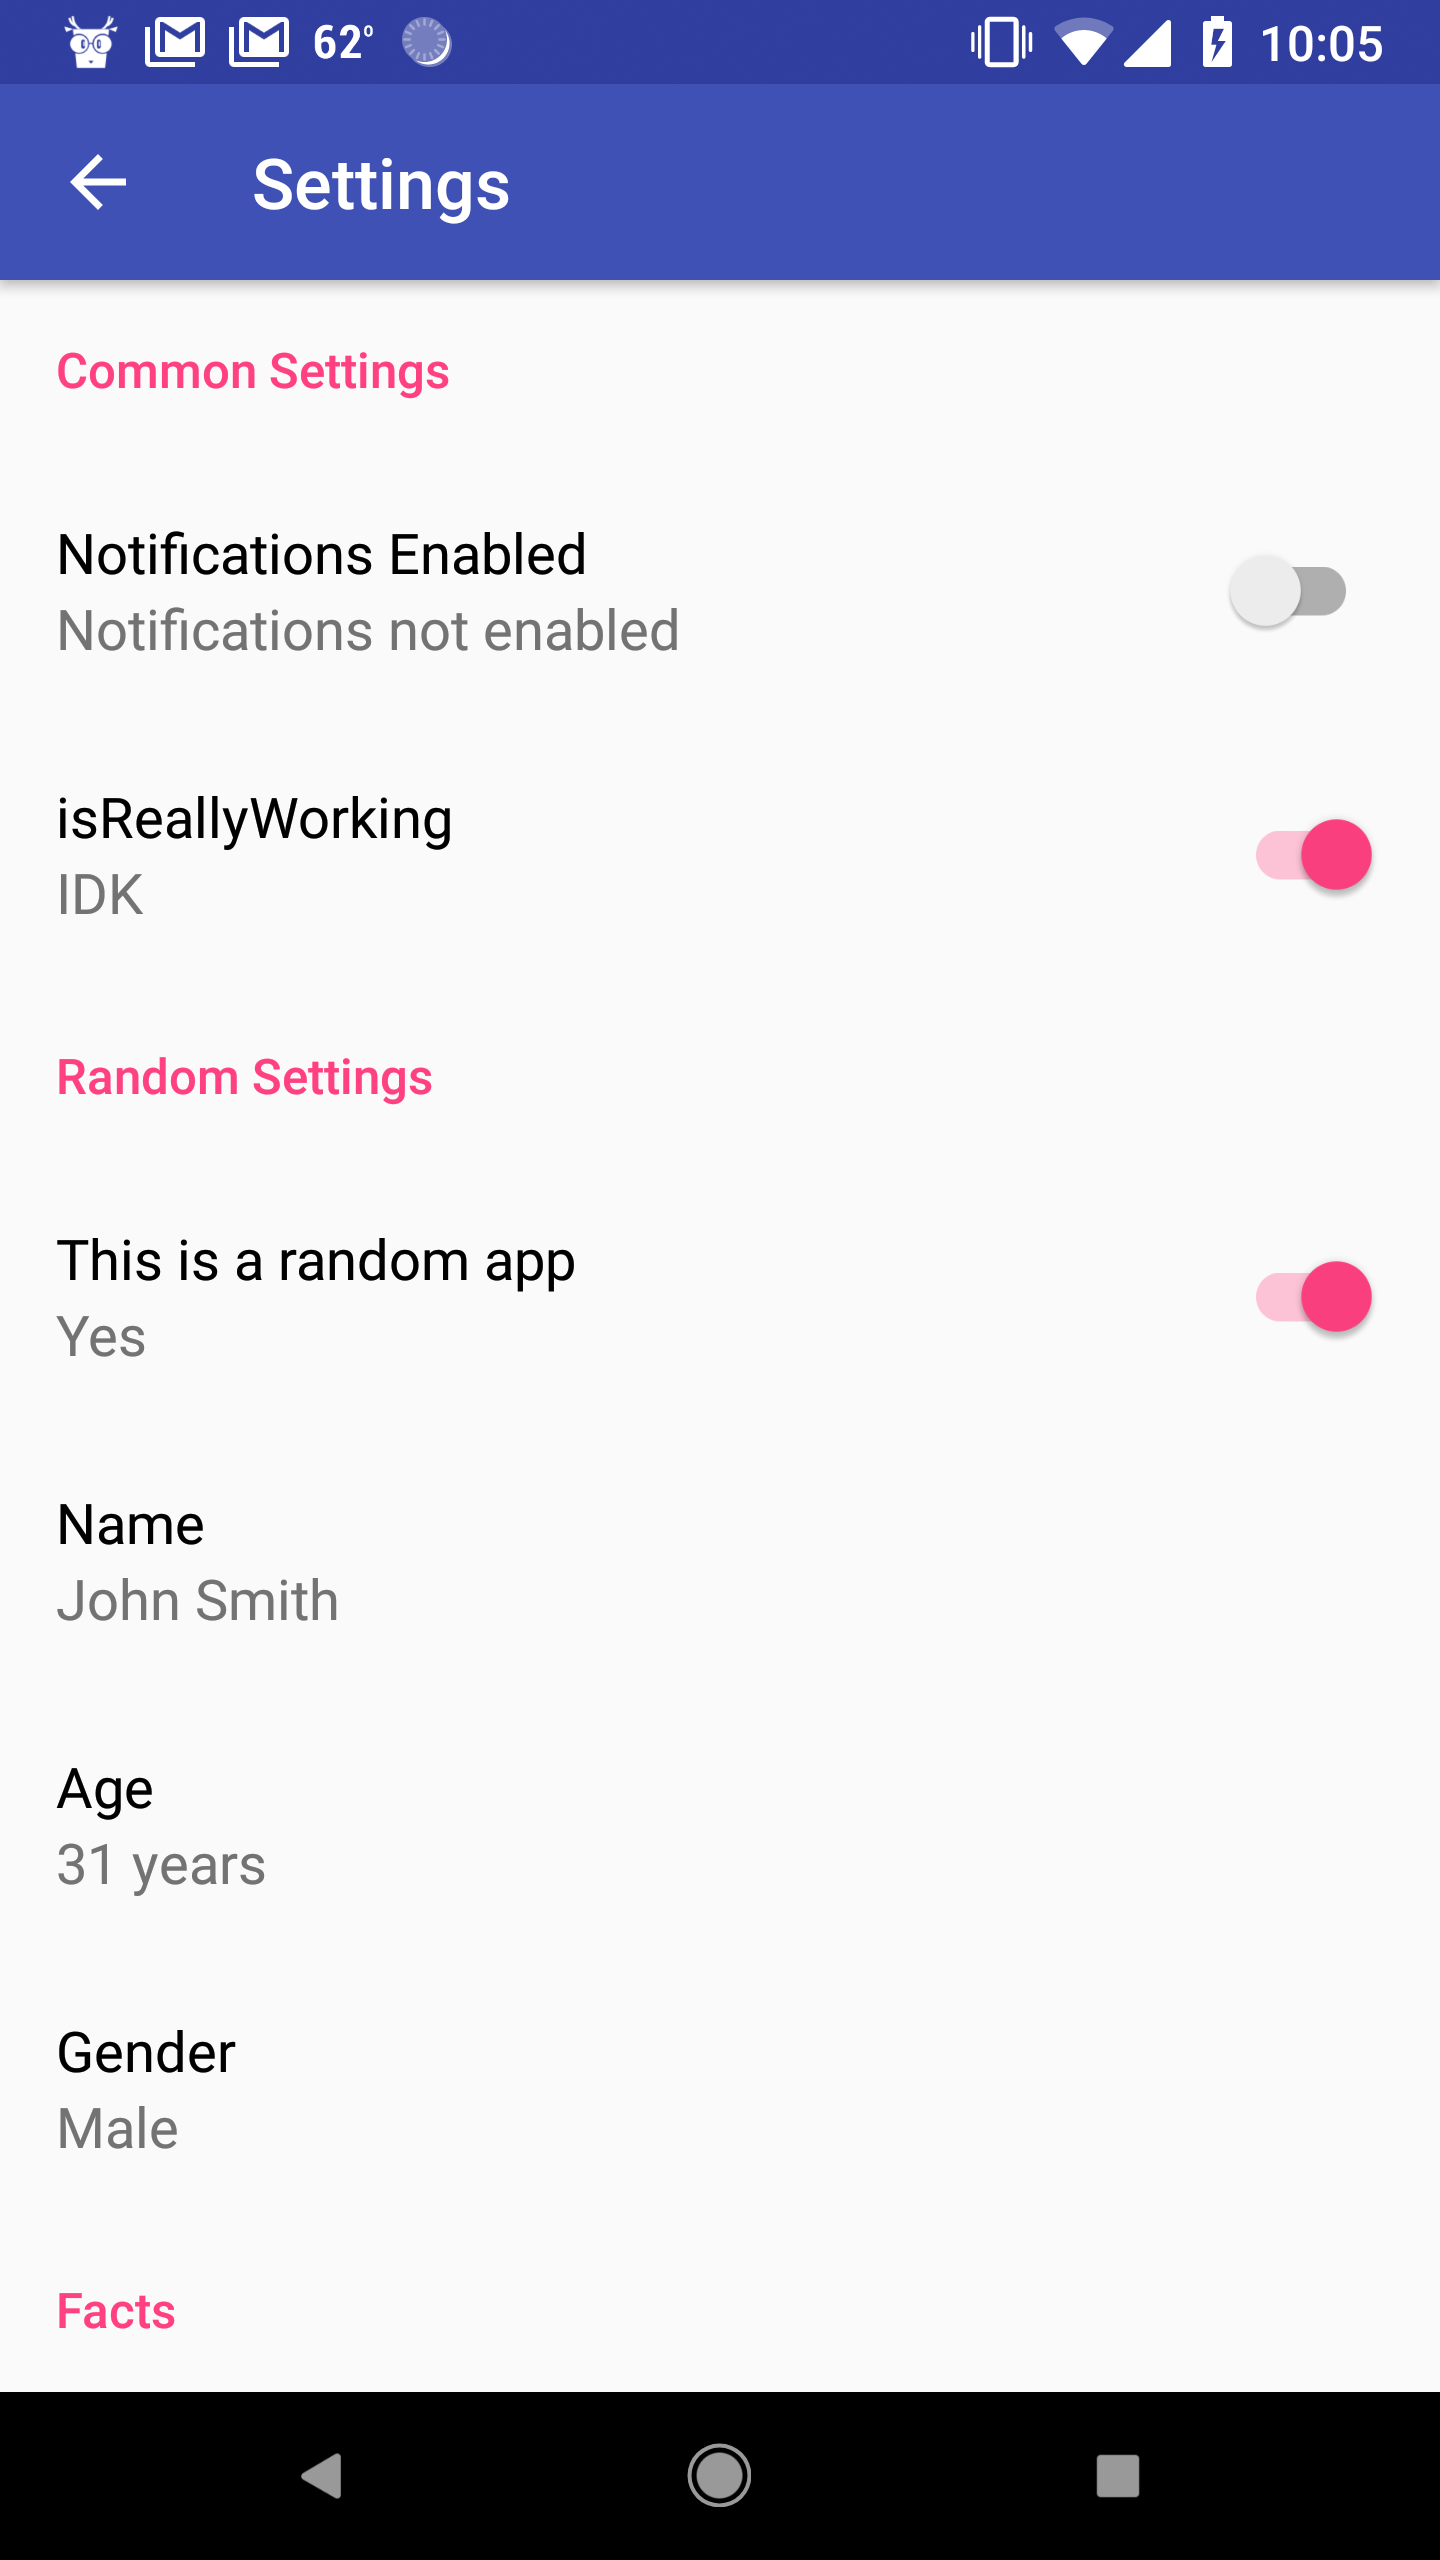 62° 10:05
Settings
Common Settings
Notifications Enabled
Notifications not enabled
isReallyWorking
IDK
Random Settings
This is a random app
Yes
Name
John Smith
Age
31 years
Gender
Male
Facts